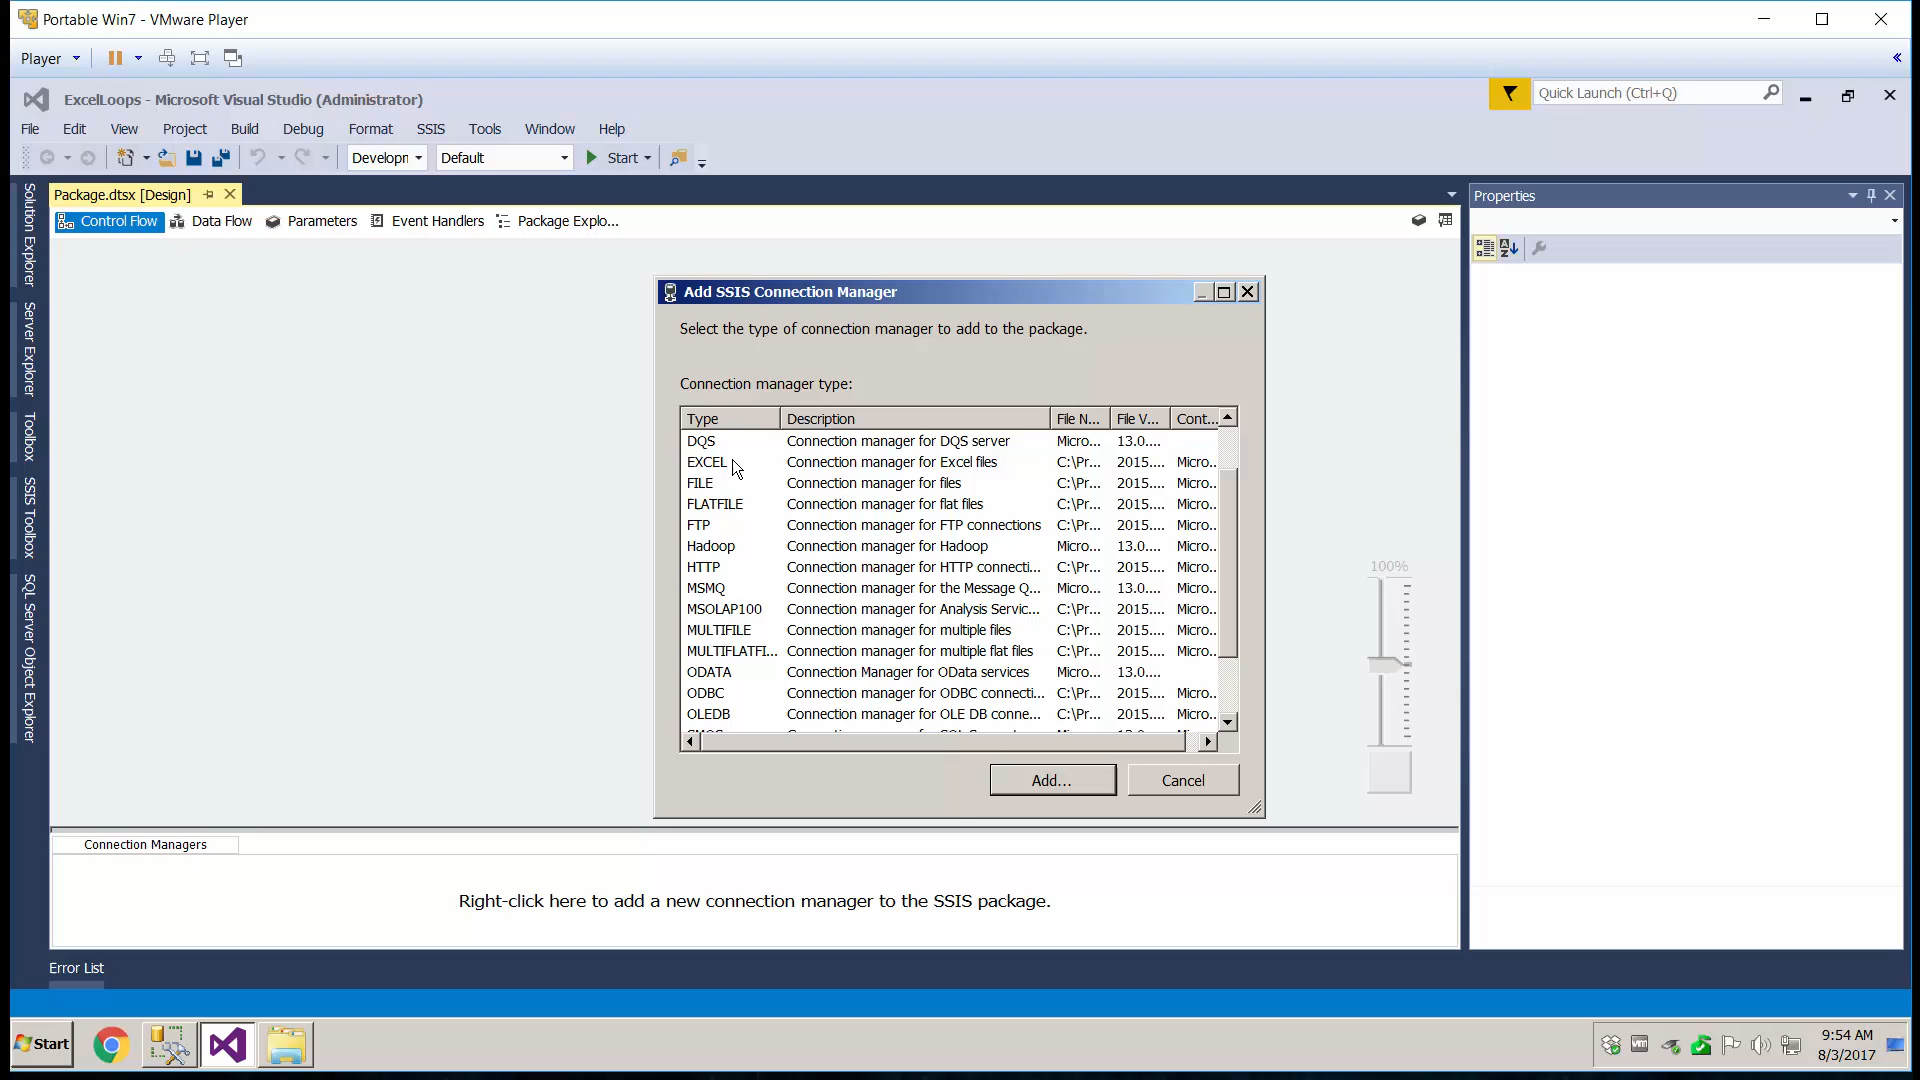 Portable Win7 - VMware Player
Player
ExcelLoops - Microsoft Visual Studio (Administrator)
Quick Launch (Ctrl+Q)
File Edit View Project Build Debug Format SSIS Tools Window Help
Developn Default Start
Package.dtsx [Design]
Properties
Control Flow Data Flow Parameters Event Handlers Package Explo...
Solution Explorer
Server Explorer
Toolbox
SSIS Toolbox
SQL Server Object Explorer
Add SSIS Connection Manager
Select the type of connection manager to add to the package.
Connection manager type:
Type Description File N... File V... Cont...
DQS Connection manager for DQS server Micro... 13.0....
EXCEL Connection manager for Excel files C:\Pr... 2015.... Micro..
FILE Connection manager for files C:\Pr... 2015.... Micro..
FLATFILE Connection manager for flat files C:\Pr... 2015.... Micro..
FTP Connection manager for FTP connections C:\Pr... 2015.... Micro..
Hadoop Connection manager for Hadoop Micro... 13.0.... Micro..
HTTP Connection manager for HTTP connecti... C:\Pr... 2015.... Micro..
MSMQ Connection manager for the Message Q... Micro... 13.0.... Micro..
MSOLAP100 Connection manager for Analysis Servic... C:\Pr... 2015.... Micro..
MULTIFILE Connection manager for multiple files C:\Pr... 2015.... Micro..
MULTIFLATFI... Connection manager for multiple flat files C:\Pr... 2015.... Micro..
ODATA Connection Manager for OData services Micro... 13.0....
ODBC Connection manager for ODBC connecti... C:\Pr... 2015.... Micro..
OLEDB Connection manager for OLE DB conne... C:\Pr... 2015.... Micro..
Add... Cancel
100%
Connection Managers
Right-click here to add a new connection manager to the SSIS package.
Error List
Start
9:54 AM
8/3/2017